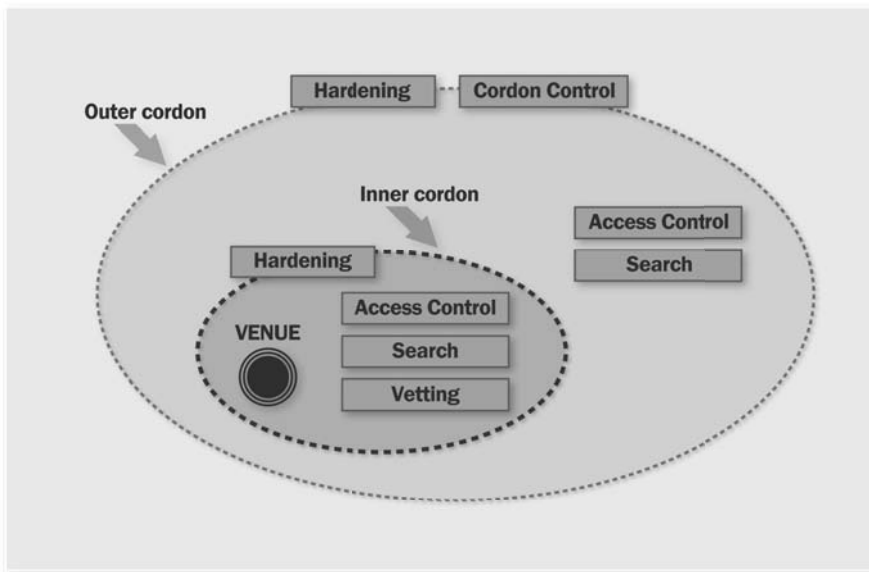 Hardening
Cordon Control
Outer cordon
Inner cordon
Access Control
Search
Hardening
Access Control
VENUE
Search
Vetting